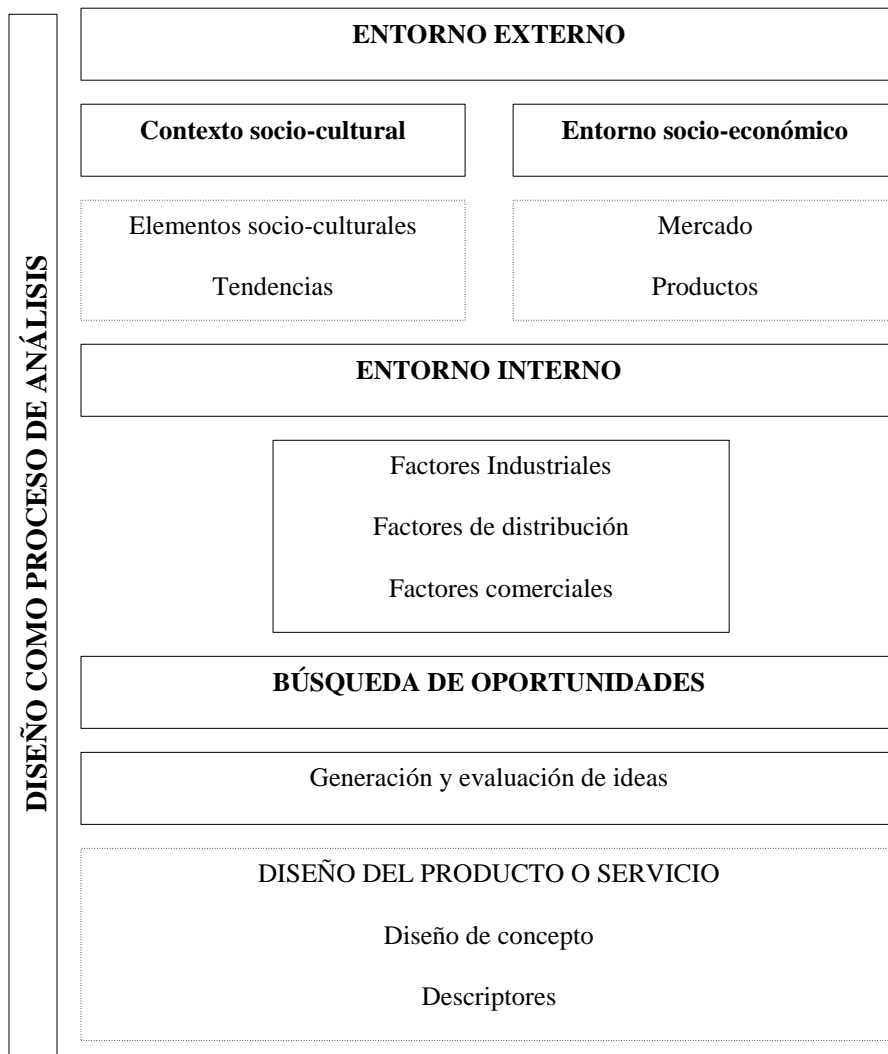 DISEÑO COMO PROCESO DE ANÁLISIS
ENTORNO EXTERNO
Contexto socio-cultural
Entorno socio-económico
Elementos socio-culturales
Tendencias
Mercado
Productos
ENTORNO INTERNO
Factores Industriales
Factores de distribución
Factores comerciales
BÚSQUEDA DE OPORTUNIDADES
Generación y evaluación de ideas
DISEÑO DEL PRODUCTO O SERVICIO
Diseño de concepto
Descriptores